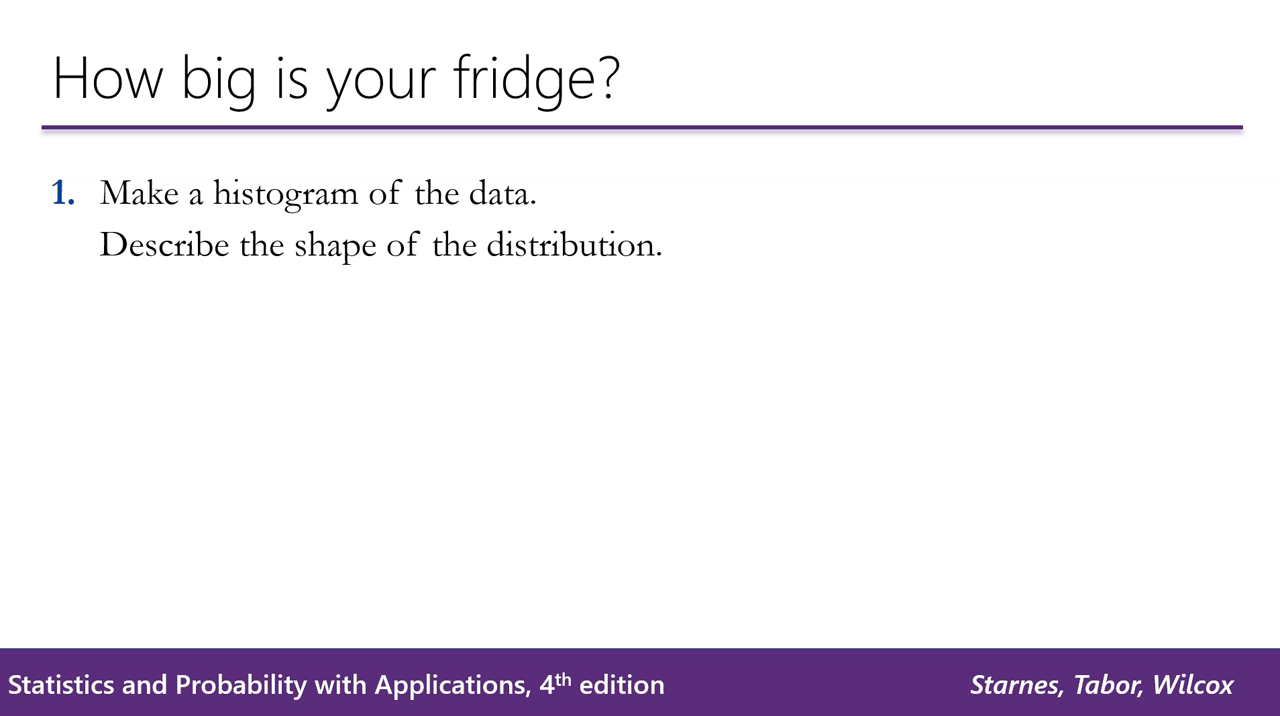 How big is your fridge?
1. Make a histogram of the data.
Describe the shape of the distribution.
Statistics and Probability with Applications, 4th edition
Starnes, Tabor, Wilcox